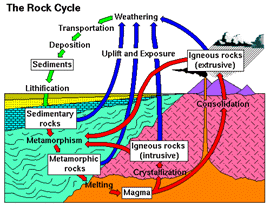 The Rock Cycle
Weathering
Transportation
Deposition
Uplift and Exposure
Sediments
Igneous rocks
(extrusive)
Lithification
Consolidation
Sedimentary
rocks
Metamorphism
Igneous rocks
(intrusive)
Metamorphic
rocks
Crystallization
Melting
Magma